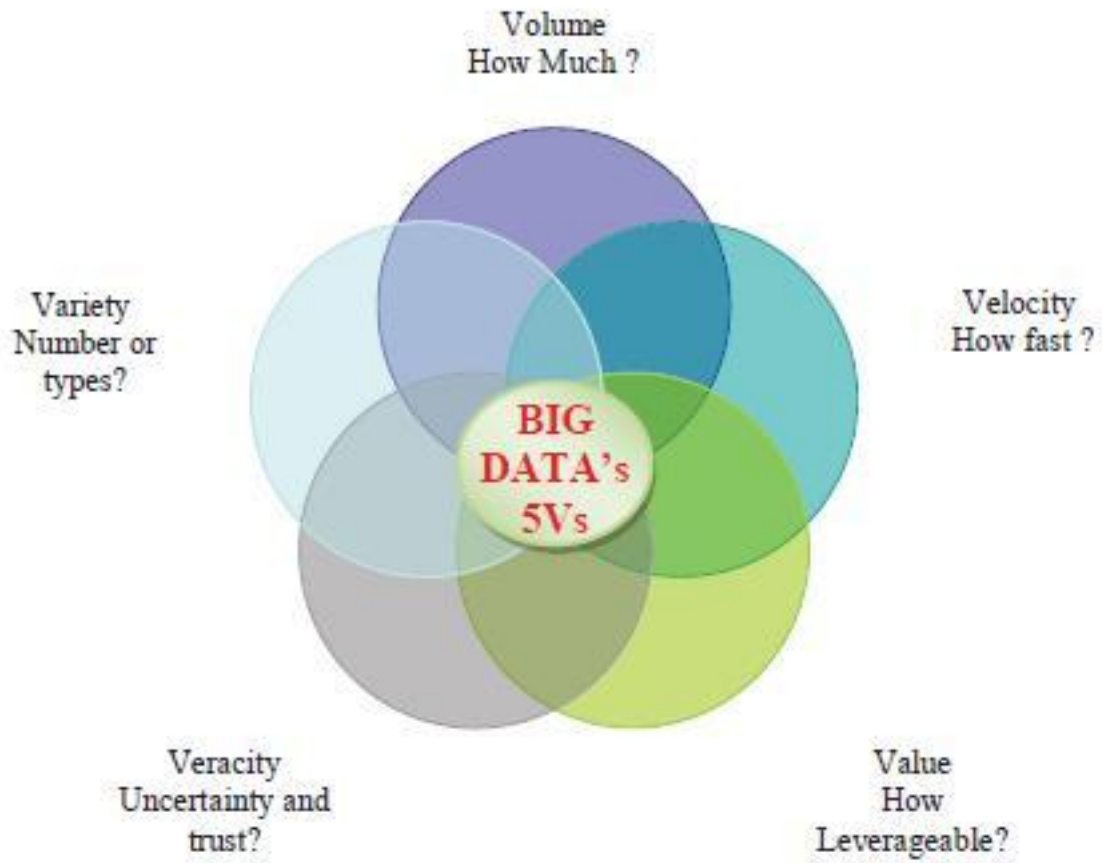 Volume
How Much ?
Variety
Number or
types?
Velocity
How fast ?
BIG
DATA’s
5Vs
Veracity
Uncertainty and
trust?
Value
How
Leverageable?